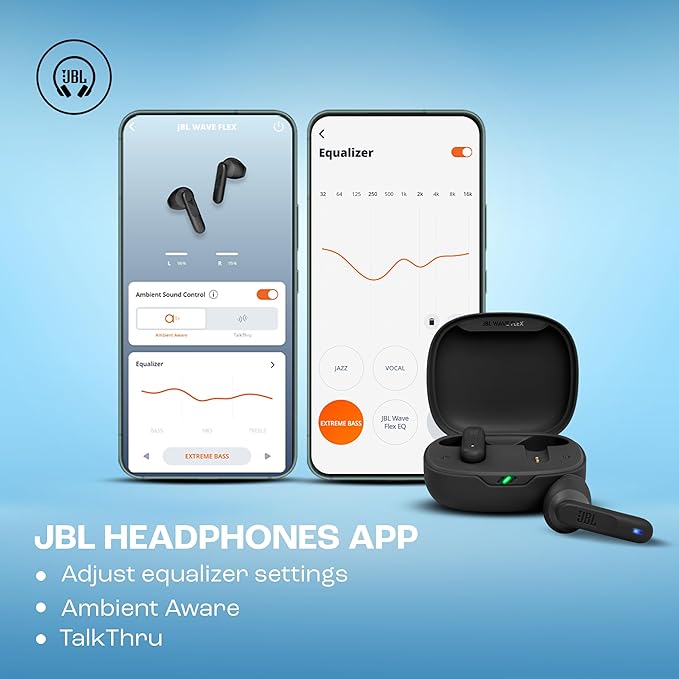 JBL
JBL WAVE FLEX
L
R
Ambient Sound Control
Ambient Aware
TalkThru
Equalizer
BASS
MIDS
TREBLE
EXTREME BASS
Equalizer
32 64 125 250 500 1k 2k 4k 8k 16k
JAZZ
VOCAL
EXTREME BASS
JBL Wave
Flex EQ
JBL WAVE FLEX
JBL
JBL HEADPHONES APP
• Adjust equalizer settings
• Ambient Aware
• TalkThru